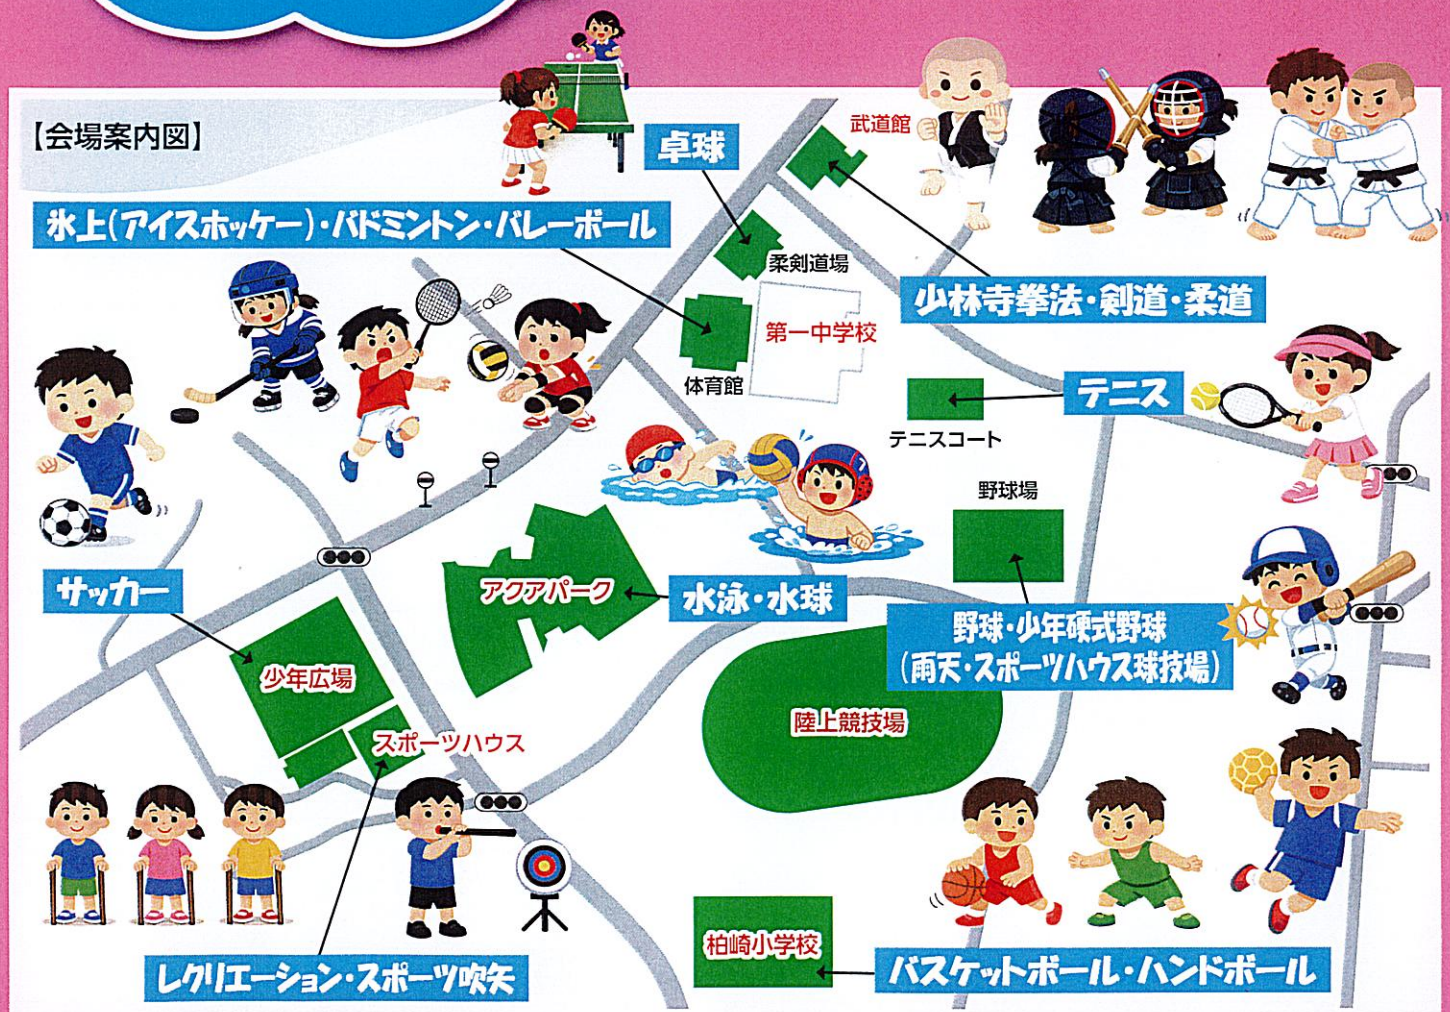 【会場案内図】
卓球
武道館
氷上(アイスホッケー)・バドミントン・バレーボール
柔剣道場
少林寺拳法・剣道・柔道
第一中学校
体育館
テニス
テニスコート
野球場
サッカー
アクアパーク
水泳・水球
野球・少年硬式野球
(雨天・スポーツハウス球技場)
少年広場
陸上競技場
スポーツハウス
柏崎小学校
レクリエーション・スポーツ吹矢
バスケットボール・ハンドボール